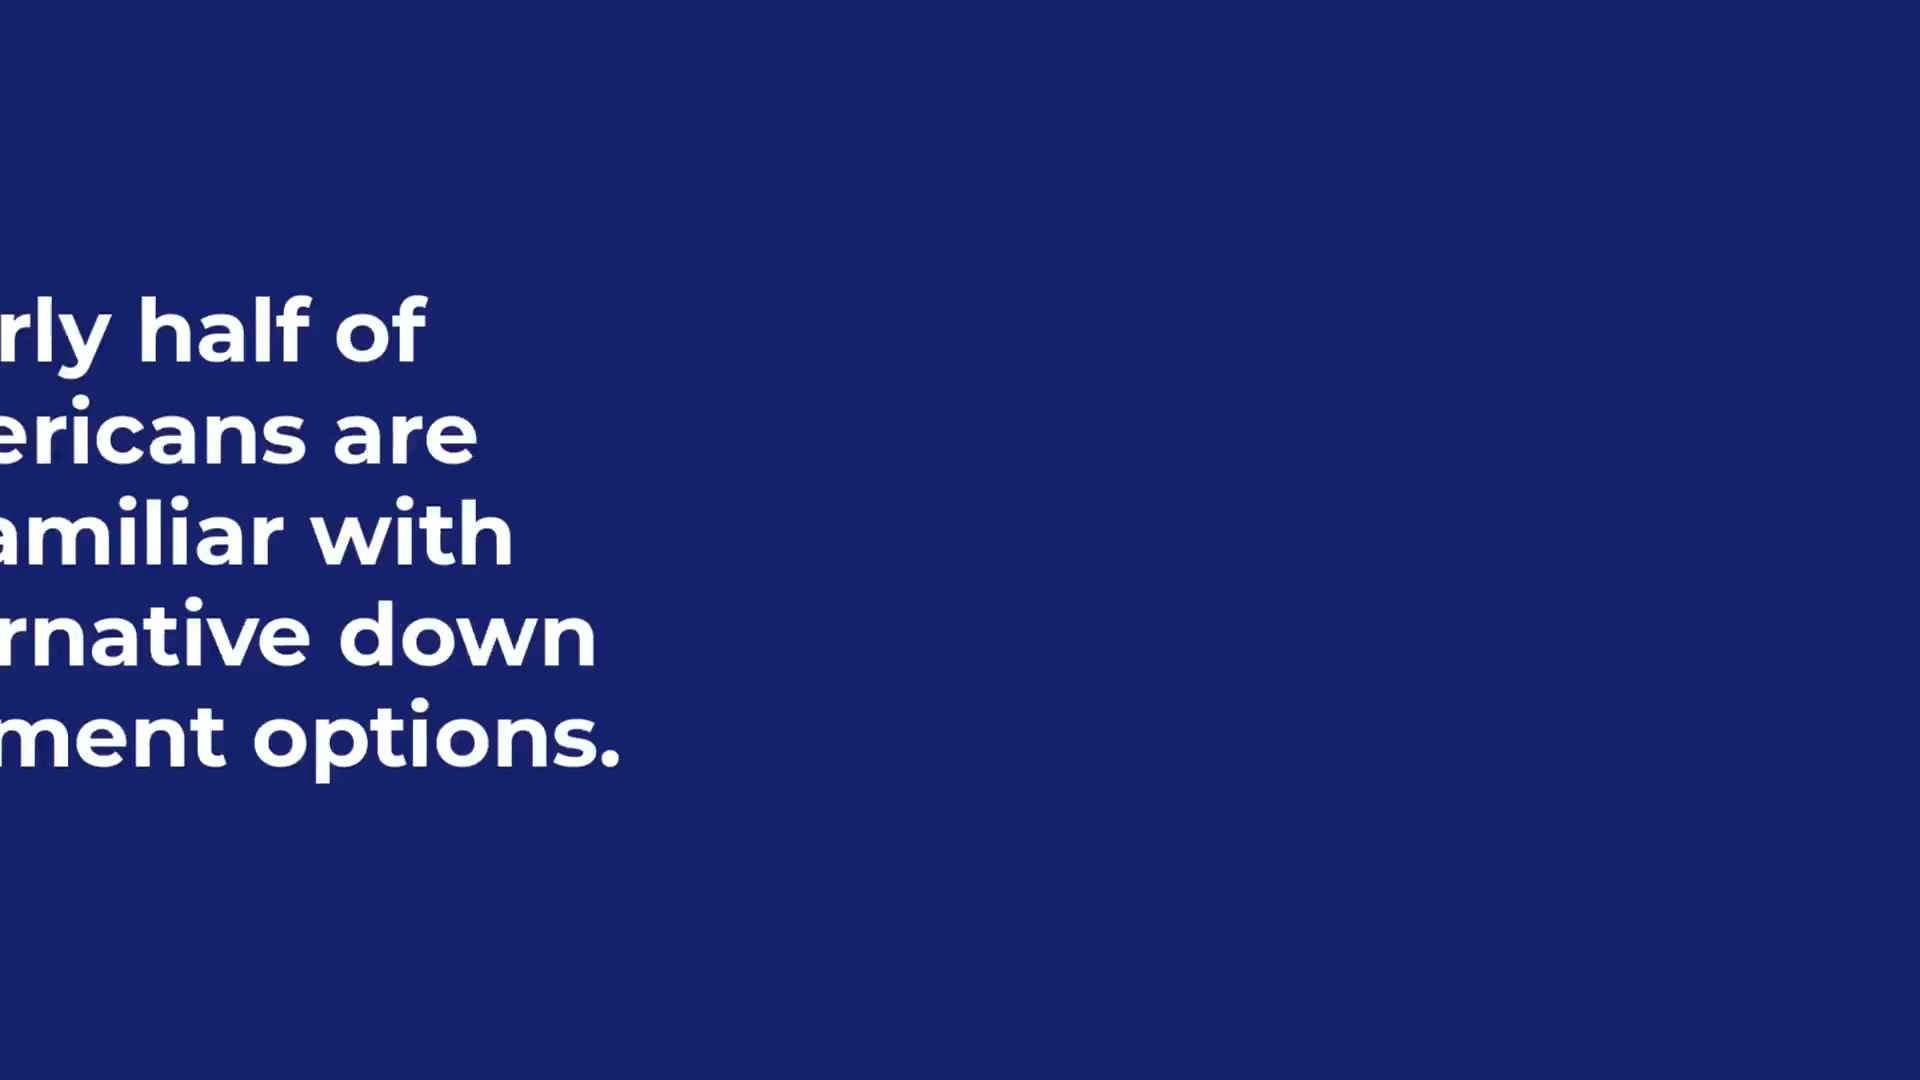 rly half of
ericans are
amiliar with
rnative down
ment options.